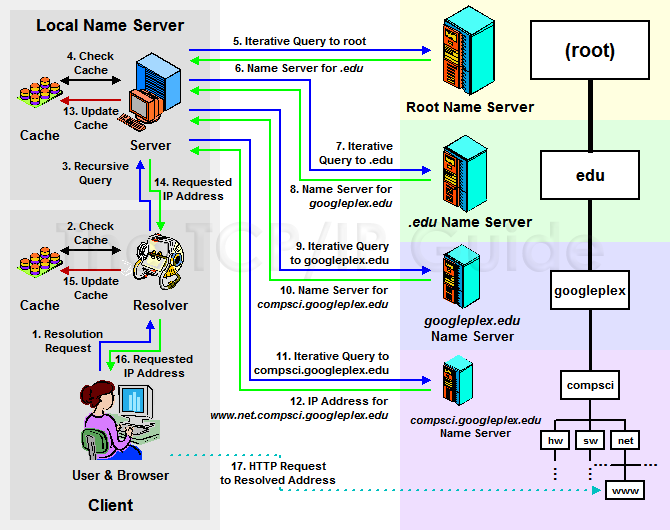 Local Name Server
4. Check
Cache
13. Update
Cache
Cache
Server
3. Recursive
Query
14. Requested
IP Address
2. Check
Cache
15. Update
Cache
Cache
Resolver
1. Resolution
Request
16. Requested
IP Address
User & Browser
Client
5. Iterative Query to root
6. Name Server for .edu
7. Iterative
Query to .edu
8. Name Server for
googleplex.edu
9. Iterative Query
to googleplex.edu
10. Name Server for
compsci.googleplex.edu
11. Iterative Query to
compsci.googleplex.edu
12. IP Address for
www.net.compsci.googleplex.edu
17. HTTP Request
to Resolved Address
Root Name Server
.edu Name Server
googleplex.edu
Name Server
compsci.googleplex.edu
Name Server
(root)
edu
googleplex
compsci
hw
sw
net
www
The TCP/IP Guide